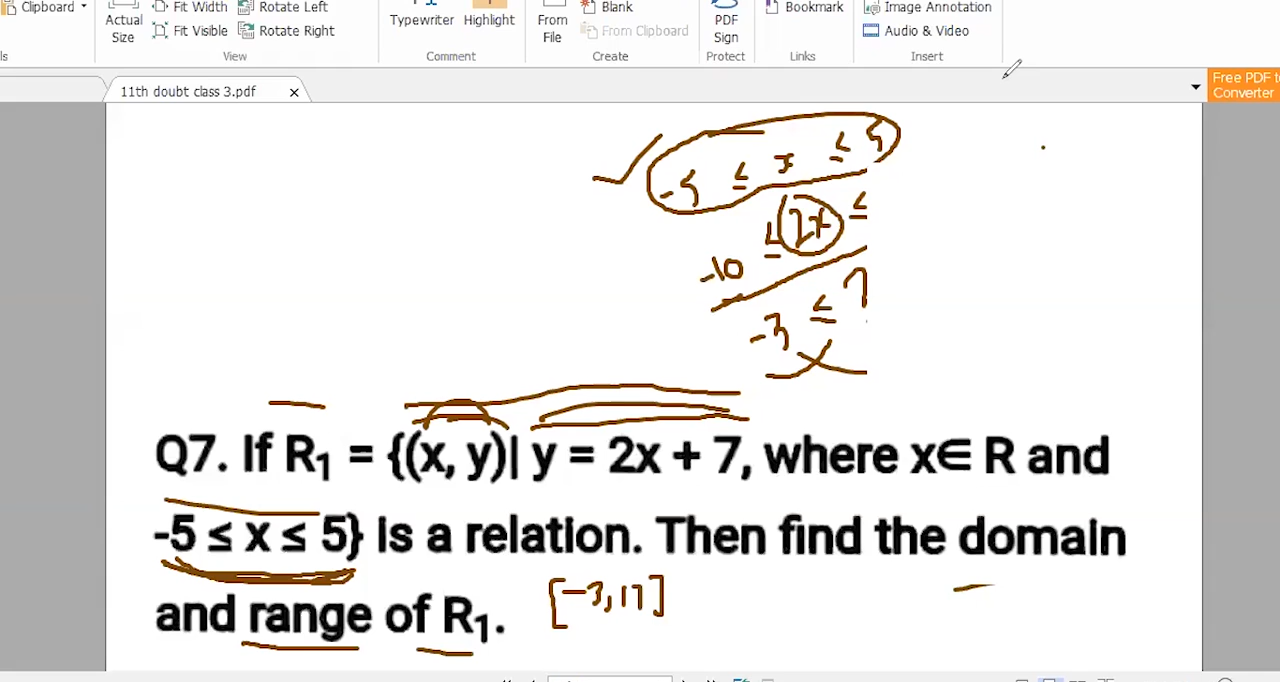 Clipboard
Fit Width
Rotate Left
Actual Size
Fit Visible
Rotate Right
View
Typewriter
Highlight
Comment
From File
Blank
From Clipboard
Create
PDF Sign
Protect
Bookmark
Links
Image Annotation
Audio & Video
Insert
11th doubt class 3.pdf
Free PDF to
Converter
-5 ≤ x ≤ 5
-10 ≤ 2x ≤
-3 ≤ 7
Q7. If R₁ = {(x, y)| y = 2x + 7, where x∈ R and
-5 ≤ x ≤ 5} is a relation. Then find the domain
and range of R₁. [-3, 17]